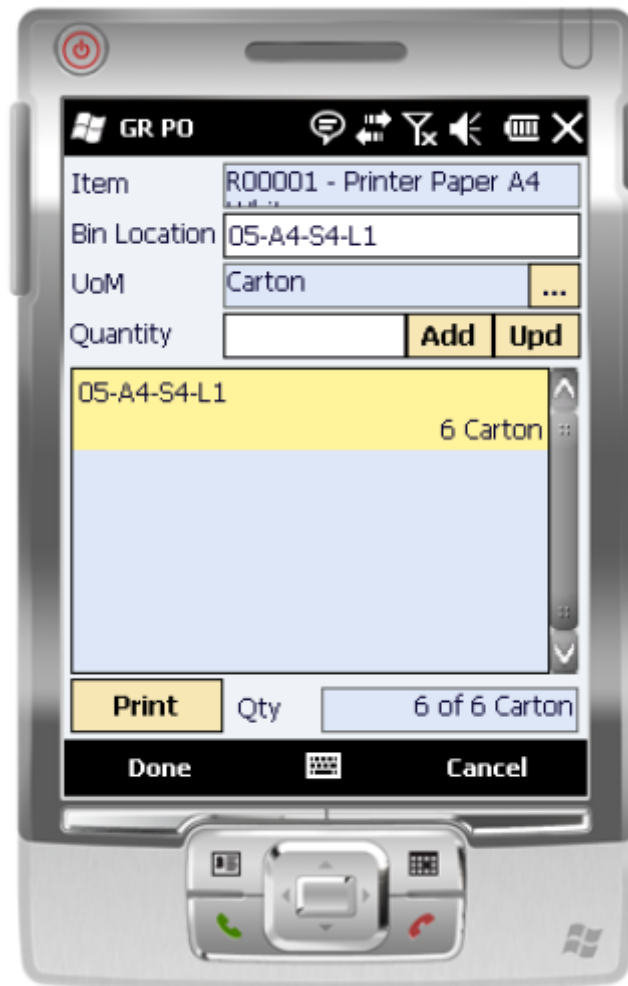 GR PO
Item R00001 - Printer Paper A4
Bin Location 05-A4-S4-L1
UoM Carton ...
Quantity Add Upd
05-A4-S4-L1
6 Carton
Print Qty 6 of 6 Carton
Done Cancel